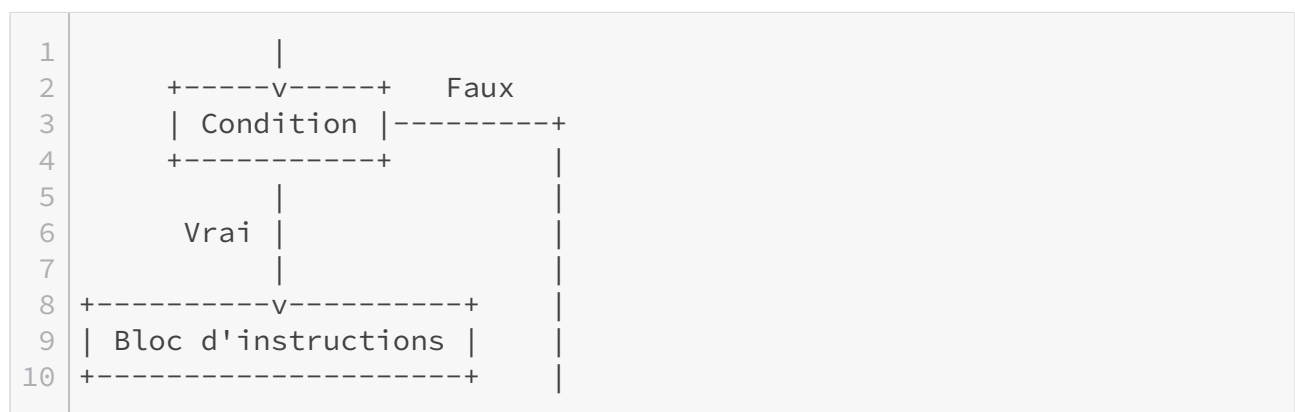 1            |
2      +-----v-----+   Faux
3      | Condition |---------+
4      +-----------+         |
5            |               |
6       Vrai |               |
7            |               |
8 +----------v----------+    |
9 | Bloc d'instructions |    |
10 +---------------------+    |